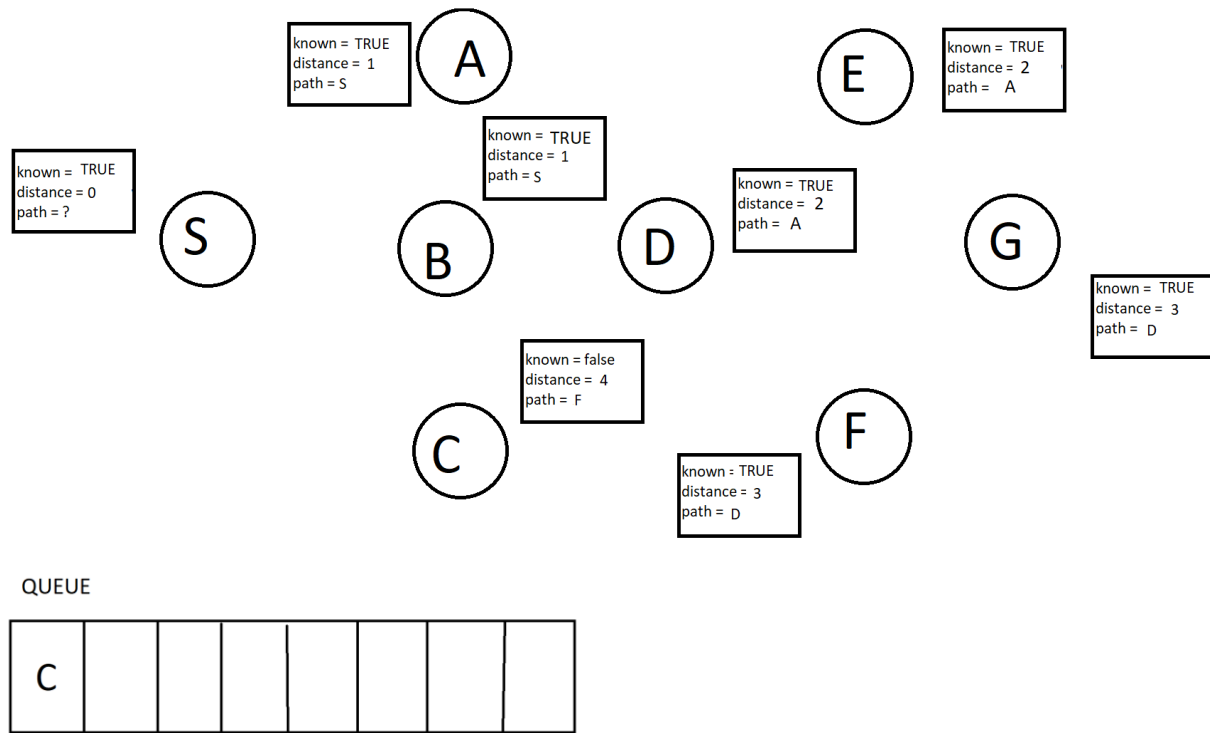 known = TRUE
distance = 1
path = S
A
E
known = TRUE
distance = 2
path = A
known = TRUE
distance = 1
path = S
known = TRUE
distance = 0
path = ?
S
B
D
known = TRUE
distance = 2
path = A
G
known = TRUE
distance = 3
path = D
known = false
distance = 4
path = F
C
F
known = TRUE
distance = 3
path = D
QUEUE
C